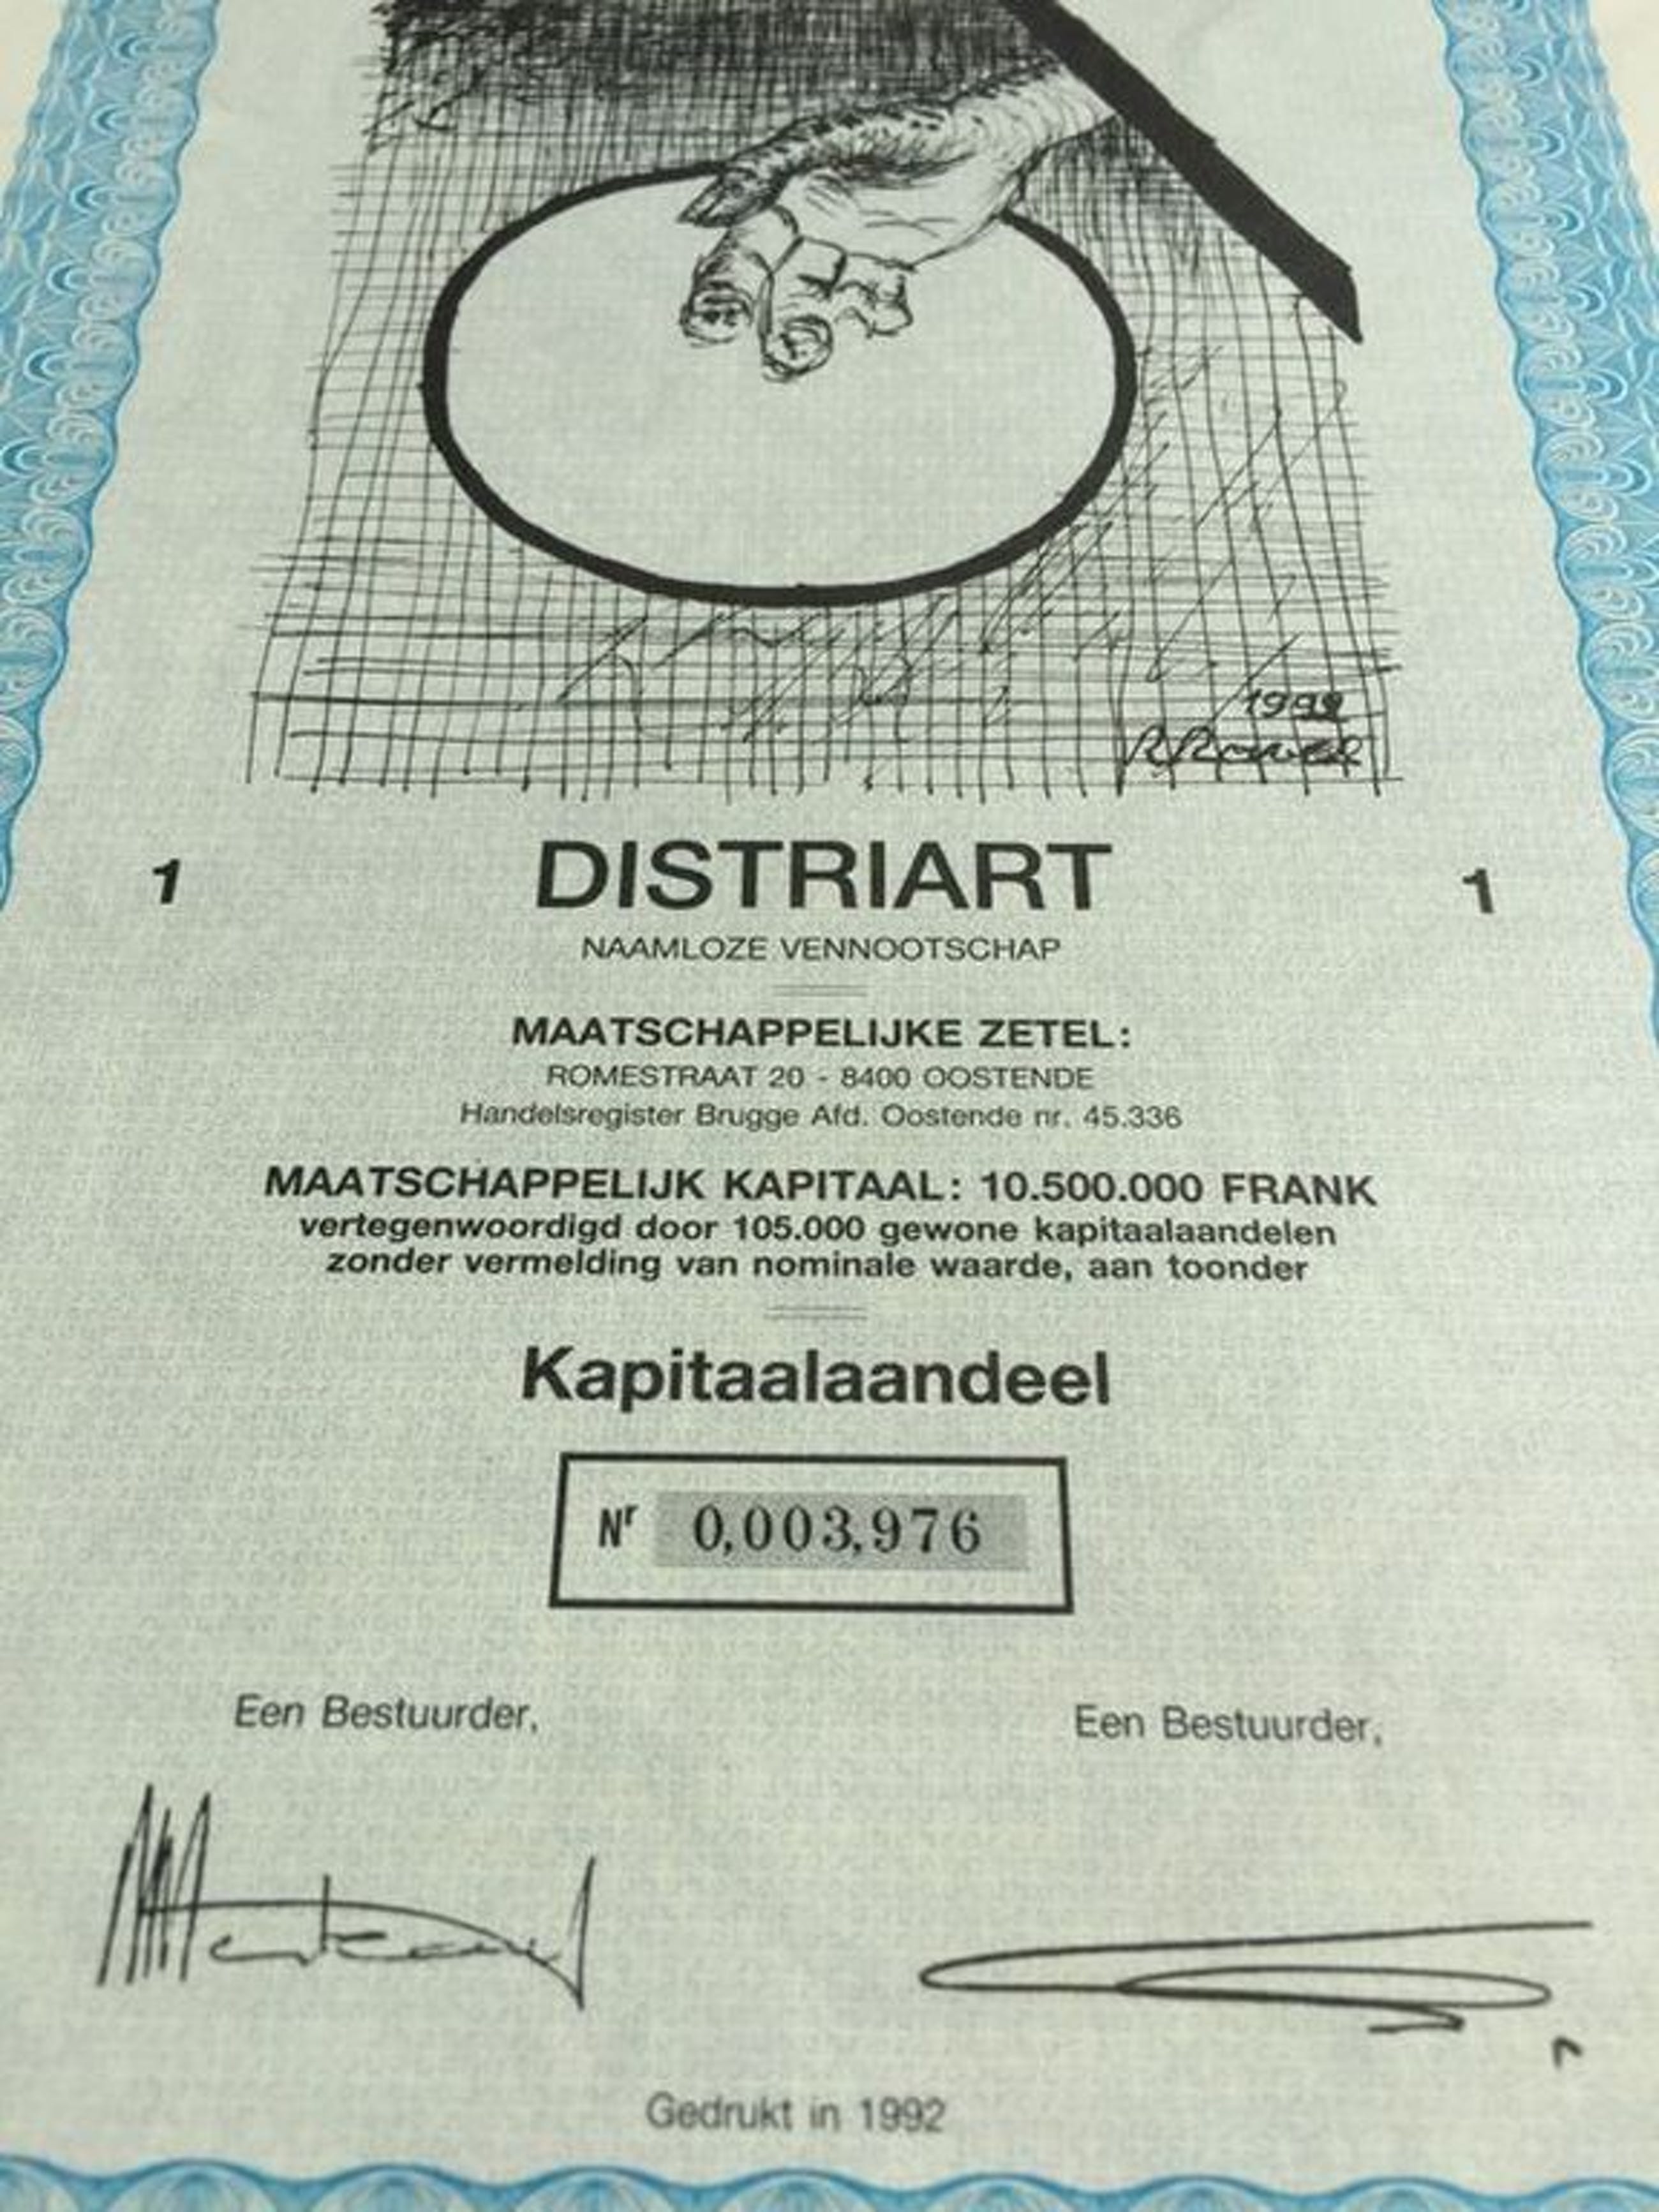 1992
1 DISTRIART 1
NAAMLOZE VENNOOTSCHAP
MAATSCHAPPELIJKE ZETEL:
ROMESTRAAT 20 - 8400 OOSTENDE
Handelsregister Brugge Afd. Oostende nr. 45.336
MAATSCHAPPELIJK KAPITAAL: 10.500.000 FRANK
vertegenwoordigd door 105.000 gewone kapitaalaandelen
zonder vermelding van nominale waarde, aan toonder
Kapitaalaandeel
Nr 0,003,976
Een Bestuurder, Een Bestuurder,
Gedrukt in 1992